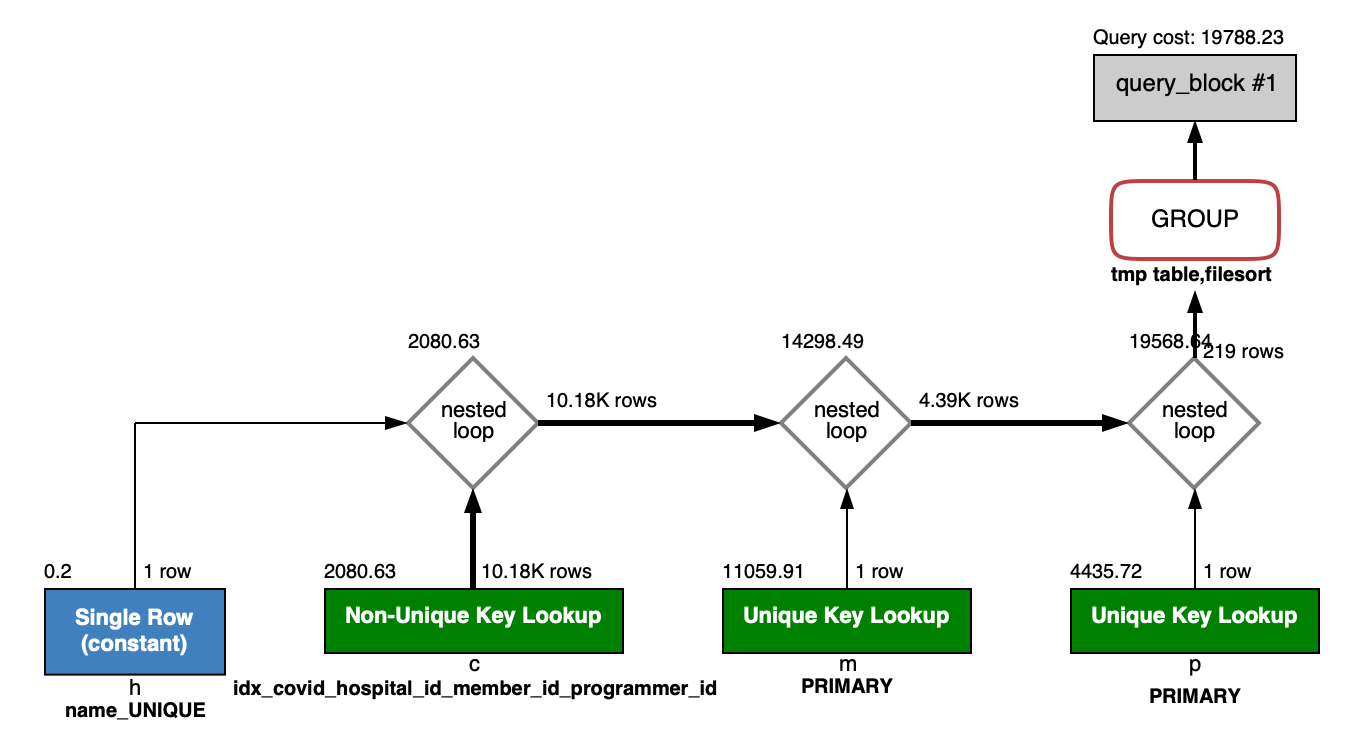 Query cost: 19788.23
query_block #1
GROUP
tmp table,filesort
2080.63
14298.49
19568.64
219 rows
nested
loop
10.18K rows
nested
loop
4.39K rows
nested
loop
0.2
1 row
2080.63
10.18K rows
11059.91
1 row
4435.72
1 row
Single Row
(constant)
Non-Unique Key Lookup
Unique Key Lookup
Unique Key Lookup
h
name_UNIQUE
c
idx_covid_hospital_id_member_id_programmer_id
m
PRIMARY
p
PRIMARY